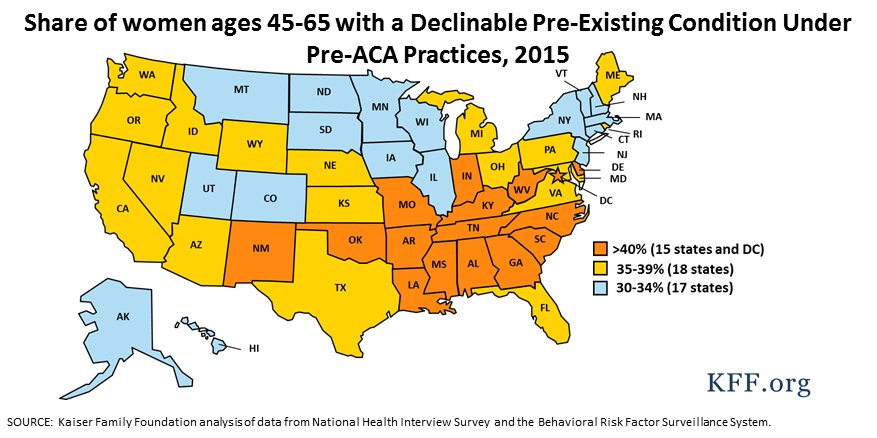 Share of women ages 45-65 with a Declinable Pre-Existing Condition Under
Pre-ACA Practices, 2015
WA
MT
ND
MN
VT
ME
NH
OR
ID
SD
WI
MI
NY
MA
WY
IA
PA
RI
CT
NJ
NV
UT
NE
IL
IN
OH
DE
MD
CO
KS
MO
KY
WV
VA
DC
CA
AZ
NM
OK
AR
TN
NC
SC
MS
AL
GA
TX
LA
FL
AK
HI
>40% (15 states and DC)
35-39% (18 states)
30-34% (17 states)
KFF.org
SOURCE: Kaiser Family Foundation analysis of data from National Health Interview Survey and the Behavioral Risk Factor Surveillance System.